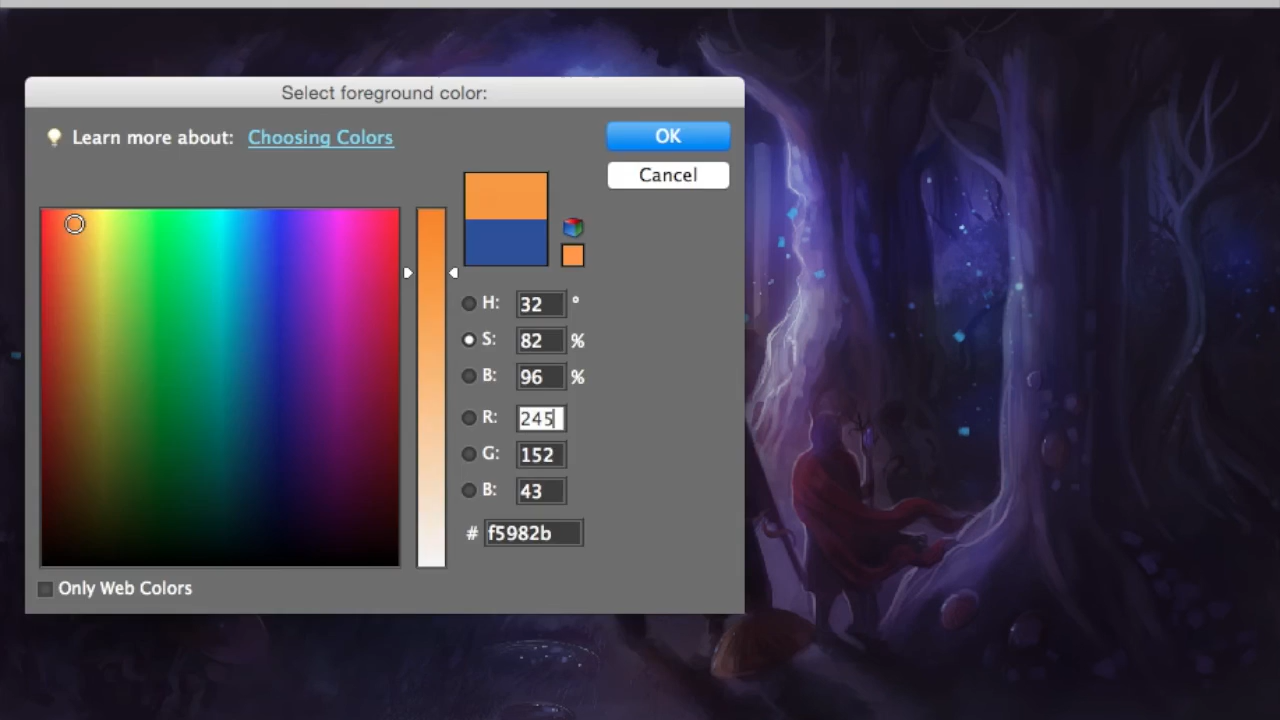 Select foreground color:
Learn more about: Choosing Colors
OK
Cancel
H: 32 °
S: 82 %
B: 96 %
R: 245
G: 152
B: 43
# f5982b
Only Web Colors